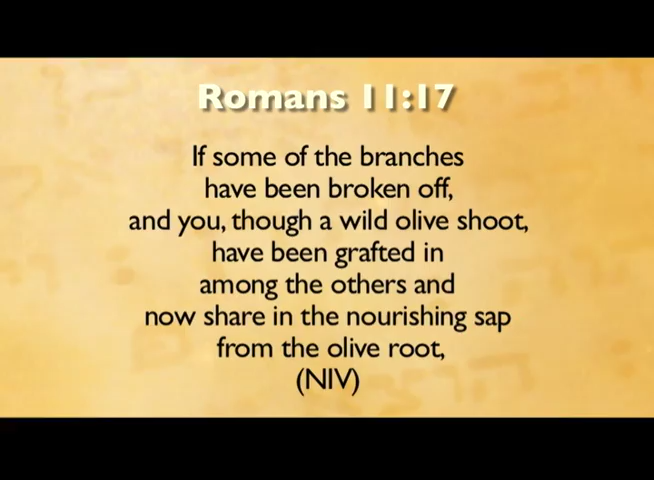 Romans 11:17
If some of the branches
have been broken off,
and you, though a wild olive shoot,
have been grafted in
among the others and
now share in the nourishing sap
from the olive root,
(NIV)